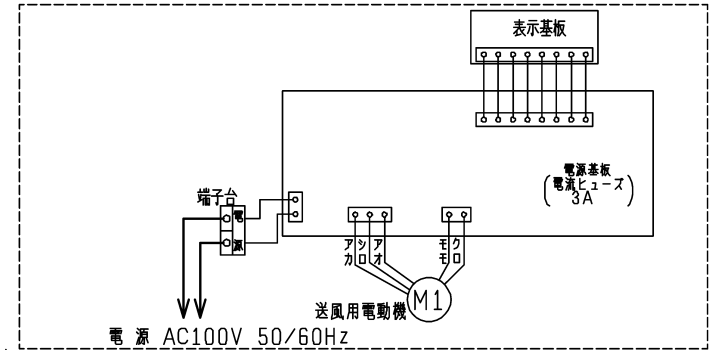 表示基板
電源基板
(電流ヒューズ
3A)
端子台
電
源
アカ
シロ
アオ
モモ
クロ
送風用電動機
M1
電 源 AC100V 50/60Hz